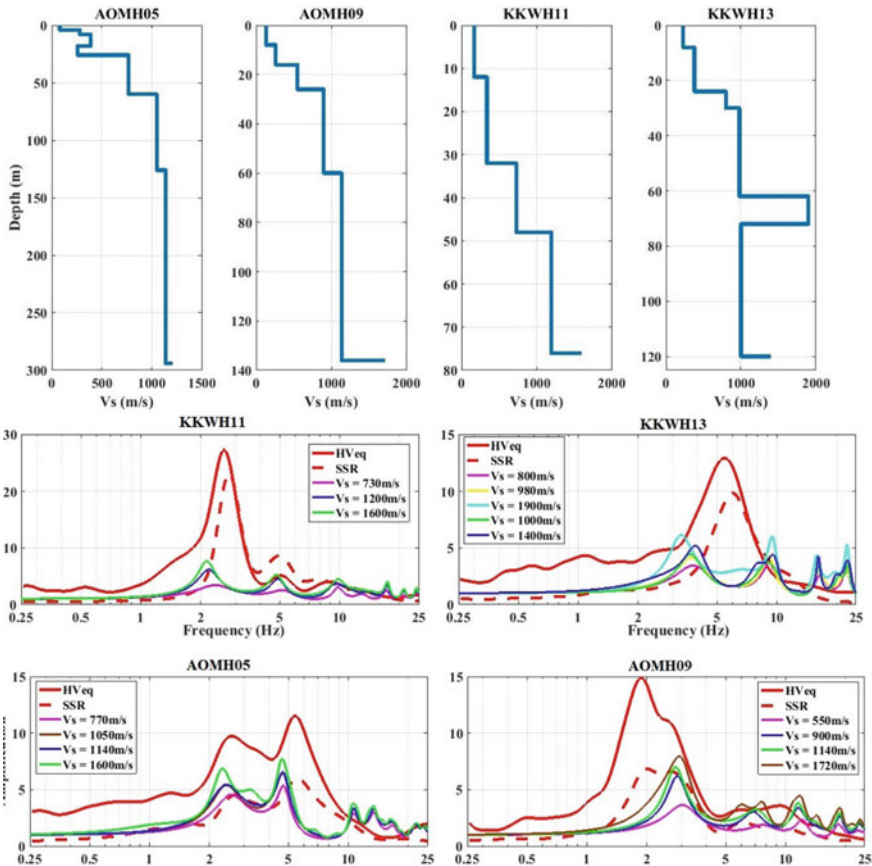 AOMH05 AOMH09 KKWH11 KKWH13
0 50 100 150 200 250 300
Depth (m)
0 500 1000 1500
Vs (m/s)
0 20 40 60 80 100 120 140
0 1000 2000
Vs (m/s)
0 10 20 30 40 50 60 70 80
0 1000 2000
Vs (m/s)
0 20 40 60 80 100 120
0 1000 2000
Vs (m/s)
KKWH11
30 20 10 0
HVeq
SSR
Vs = 730m/s
Vs = 1200m/s
Vs = 1600m/s
0.25 0.5 1 2 5 10 25
Frequency (Hz)
KKWH13
15 10 5 0
HVeq
SSR
Vs = 800m/s
Vs = 980m/s
Vs = 1900m/s
Vs = 1000m/s
Vs = 1400m/s
0.25 0.5 1 2 5 10 25
Frequency (Hz)
AOMH05
15 10 5 0
HVeq
SSR
Vs = 770m/s
Vs = 1050m/s
Vs = 1140m/s
Vs = 1600m/s
0.25 0.5 1 2 5 10 25
AOMH09
15 10 5 0
HVeq
SSR
Vs = 550m/s
Vs = 900m/s
Vs = 1140m/s
Vs = 1720m/s
0.25 0.5 1 2 5 10 25